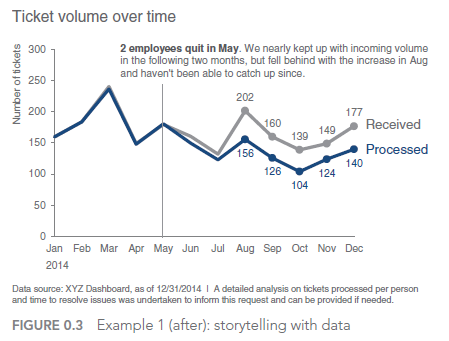 Ticket volume over time
Number of tickets
300
250
200
150
100
50
0
2 employees quit in May. We nearly kept up with incoming volume
in the following two months, but fell behind with the increase in Aug
and haven't been able to catch up since.
202
160
139
149
177
Received
Processed
156
126
104
124
140
Jan Feb Mar Apr May Jun Jul Aug Sep Oct Nov Dec
2014
Data source: XYZ Dashboard, as of 12/31/2014 | A detailed analysis on tickets processed per person
and time to resolve issues was undertaken to inform this request and can be provided if needed.
FIGURE 0.3 Example 1 (after): storytelling with data